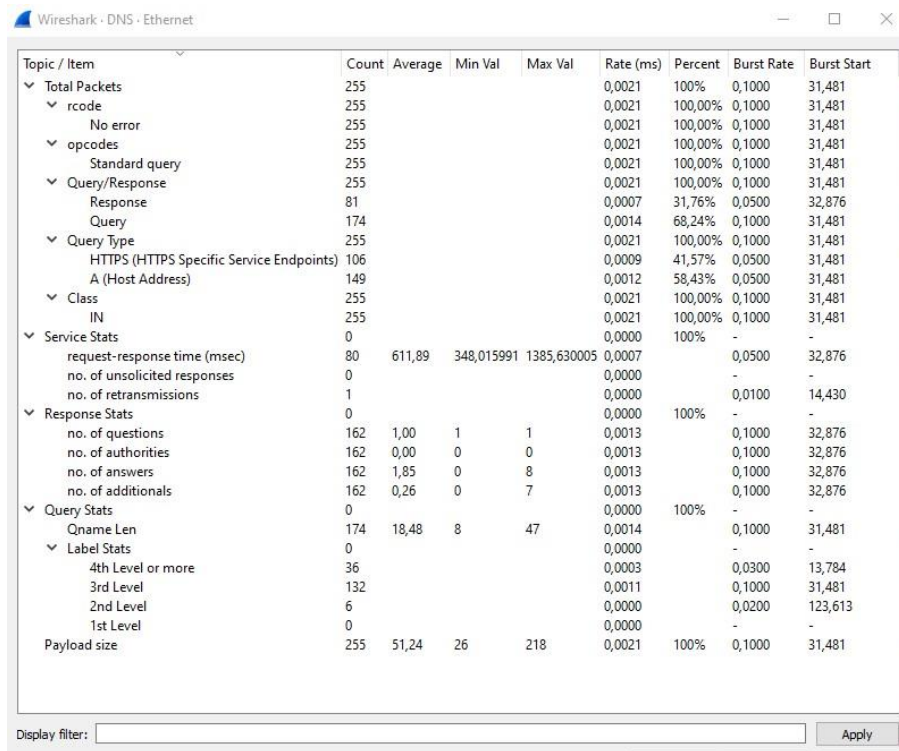 Wireshark · DNS · Ethernet
Topic / Item Count Average Min Val Max Val Rate (ms) Percent Burst Rate Burst Start
Total Packets 255 0,0021 100% 0,1000 31,481
rcode 255 0,0021 100,00% 0,1000 31,481
No error 255 0,0021 100,00% 0,1000 31,481
opcodes 255 0,0021 100,00% 0,1000 31,481
Standard query 255 0,0021 100,00% 0,1000 31,481
Query/Response 255 0,0021 100,00% 0,1000 31,481
Response 81 0,0007 31,76% 0,0500 32,876
Query 174 0,0014 68,24% 0,1000 31,481
Query Type 255 0,0021 100,00% 0,1000 31,481
HTTPS (HTTPS Specific Service Endpoints) 106 0,0009 41,57% 0,0500 31,481
A (Host Address) 149 0,0012 58,43% 0,0500 31,481
Class 255 0,0021 100,00% 0,1000 31,481
IN 255 0,0021 100,00% 0,1000 31,481
Service Stats 0 0,0000 100% - -
request-response time (msec) 80 611,89 348,015991 1385,630005 0,0007 0,0500 32,876
no. of unsolicited responses 0 0,0000 - -
no. of retransmissions 1 0,0000 0,0100 14,430
Response Stats 0 0,0000 100% - -
no. of questions 162 1,00 1 1 0,0013 0,1000 32,876
no. of authorities 162 0,00 0 0 0,0013 0,1000 32,876
no. of answers 162 1,85 0 8 0,0013 0,1000 32,876
no. of additionals 162 0,26 0 7 0,0013 0,1000 32,876
Query Stats 0 0,0000 100% - -
Qname Len 174 18,48 8 47 0,0014 0,1000 31,481
Label Stats 0 0,0000 - -
4th Level or more 36 0,0003 0,0300 13,784
3rd Level 132 0,0011 0,1000 31,481
2nd Level 6 0,0000 0,0200 123,613
1st Level 0 0,0000 - -
Payload size 255 51,24 26 218 0,0021 100% 0,1000 31,481
Display filter: Apply